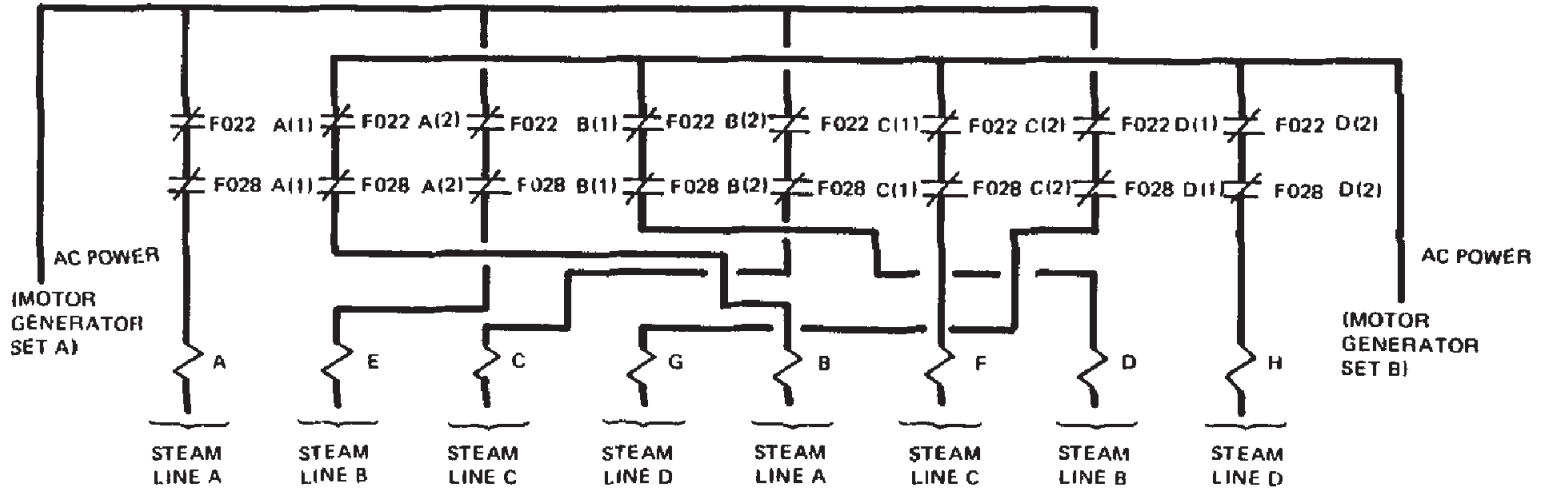 F022 A(1) F022 A(2) F022 B(1) F022 B(2) F022 C(1) F022 C(2) F022 D(1) F022 D(2)
F028 A(1) F028 A(2) F028 B(1) F028 B(2) F028 C(1) F028 C(2) F028 D(1) F028 D(2)
AC POWER
(MOTOR
GENERATOR
SET A)
AC POWER
(MOTOR
GENERATOR
SET B)
A E C G B F D H
STEAM
LINE A
STEAM
LINE B
STEAM
LINE C
STEAM
LINE D
STEAM
LINE A
STEAM
LINE C
STEAM
LINE B
STEAM
LINE D